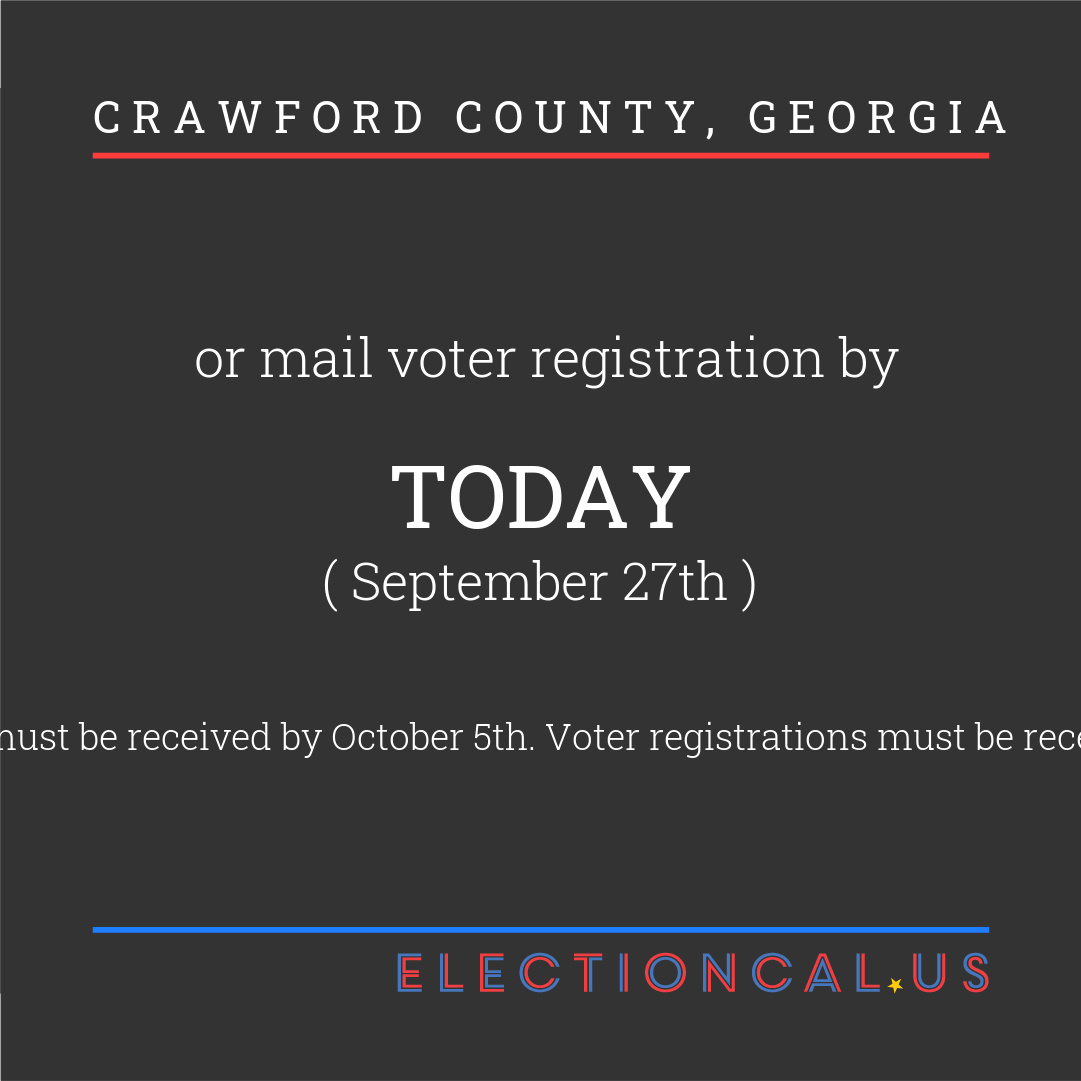 CRAWFORD COUNTY, GEORGIA
or mail voter registration by
TODAY
( September 27th )
must be received by October 5th. Voter registrations must be
ELECTIONCAL.US